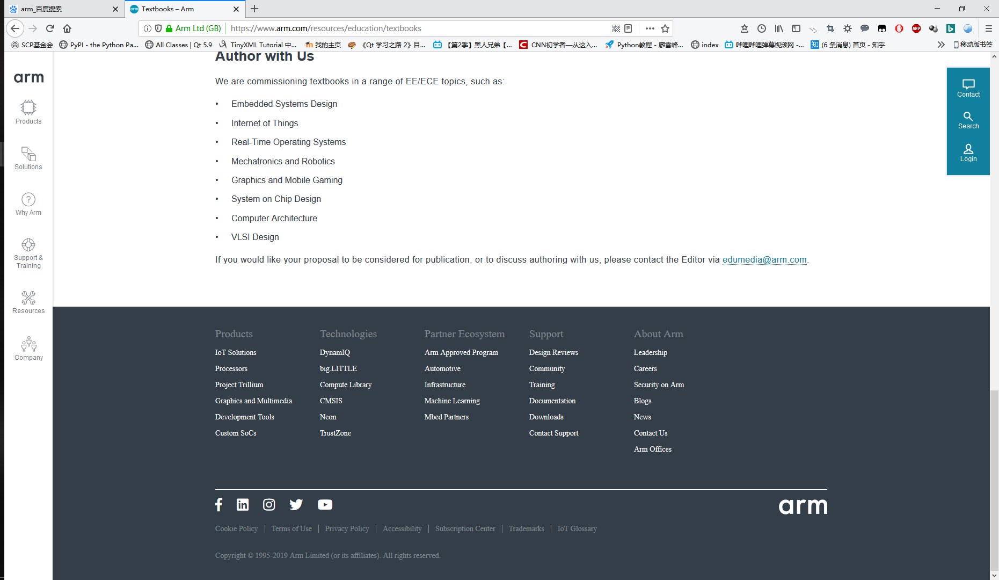 arm_百度搜索
arm Textbooks – Arm
Arm Ltd (GB) https://www.arm.com/resources/education/textbooks
ABP
SCP基金会 PyPI - the Python Pa... All Classes | Qt 5.9 TinyXML Tutorial 中... 我的主页 《Qt 学习之路 2》目... 【第2季】黑人兄弟【... CNN初学者—从这入... Python教程 - 廖雪峰... index 哔哩哔哩弹幕视频网 -... 知 (6 条消息) 首页 - 知乎 移动版书签
arm
Products
Solutions
Why Arm
Support &
Training
Resources
Company
Author with Us
We are commissioning textbooks in a range of EE/ECE topics, such as:
• Embedded Systems Design
• Internet of Things
• Real-Time Operating Systems
• Mechatronics and Robotics
• Graphics and Mobile Gaming
• System on Chip Design
• Computer Architecture
• VLSI Design
If you would like your proposal to be considered for publication, or to discuss authoring with us, please contact the Editor via edumedia@arm.com.
Contact
Search
Login
Products
IoT Solutions
Processors
Project Trillium
Graphics and Multimedia
Development Tools
Custom SoCs
Technologies
DynamIQ
big.LITTLE
Compute Library
CMSIS
Neon
TrustZone
Partner Ecosystem
Arm Approved Program
Automotive
Infrastructure
Machine Learning
Mbed Partners
Support
Design Reviews
Community
Training
Documentation
Downloads
Contact Support
About Arm
Leadership
Careers
Security on Arm
Blogs
News
Contact Us
Arm Offices
arm
Cookie Policy | Terms of Use | Privacy Policy | Accessibility | Subscription Center | Trademarks | IoT Glossary
Copyright © 1995-2019 Arm Limited (or its affiliates). All rights reserved.